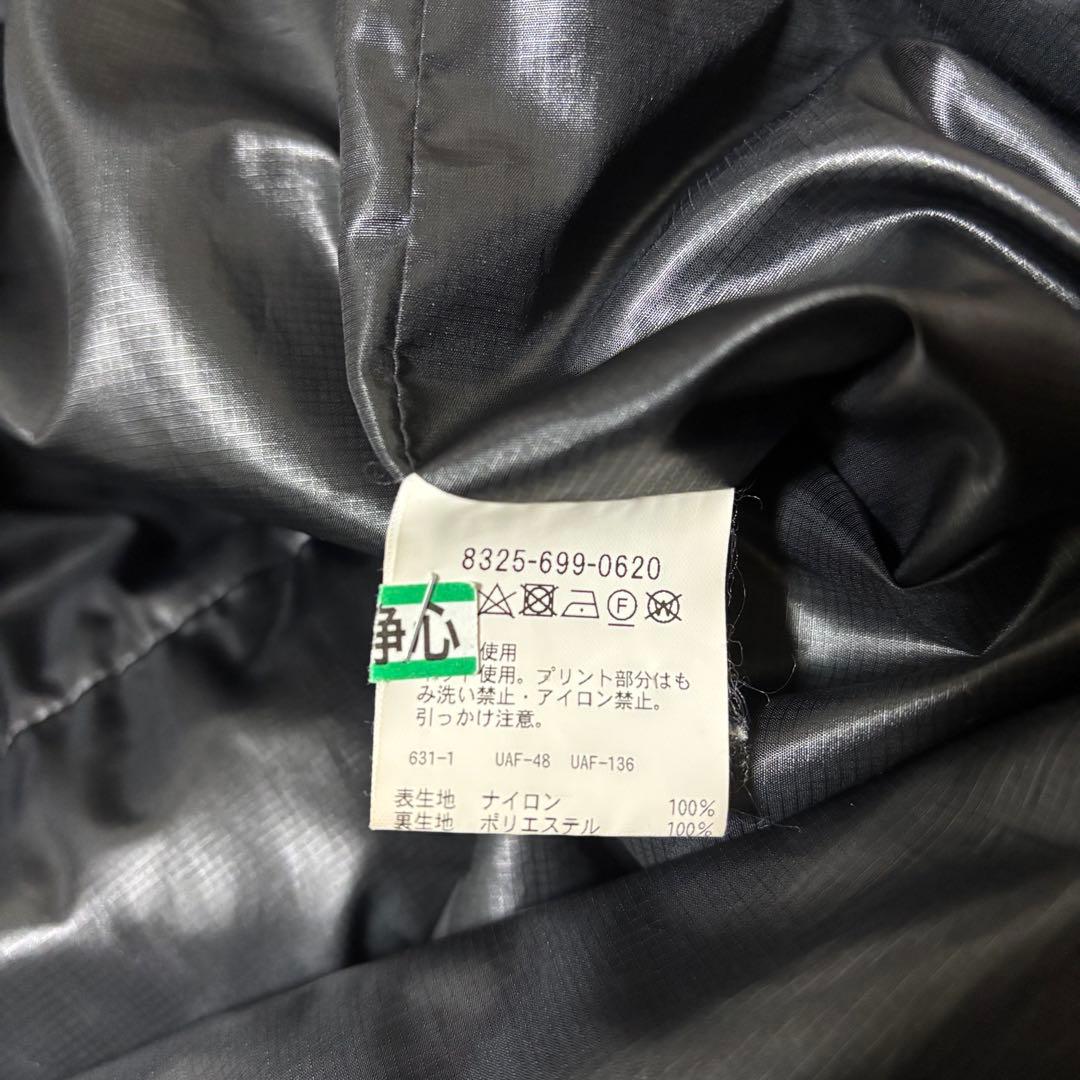 8325-699-0620
F W
浄心
使用
使用。プリント部分はも
み洗い禁止・アイロン禁止。
引っかけ注意。
631-1 UAF-48 UAF-136
表生地 ナイロン 100%
裏生地 ポリエステル 100%